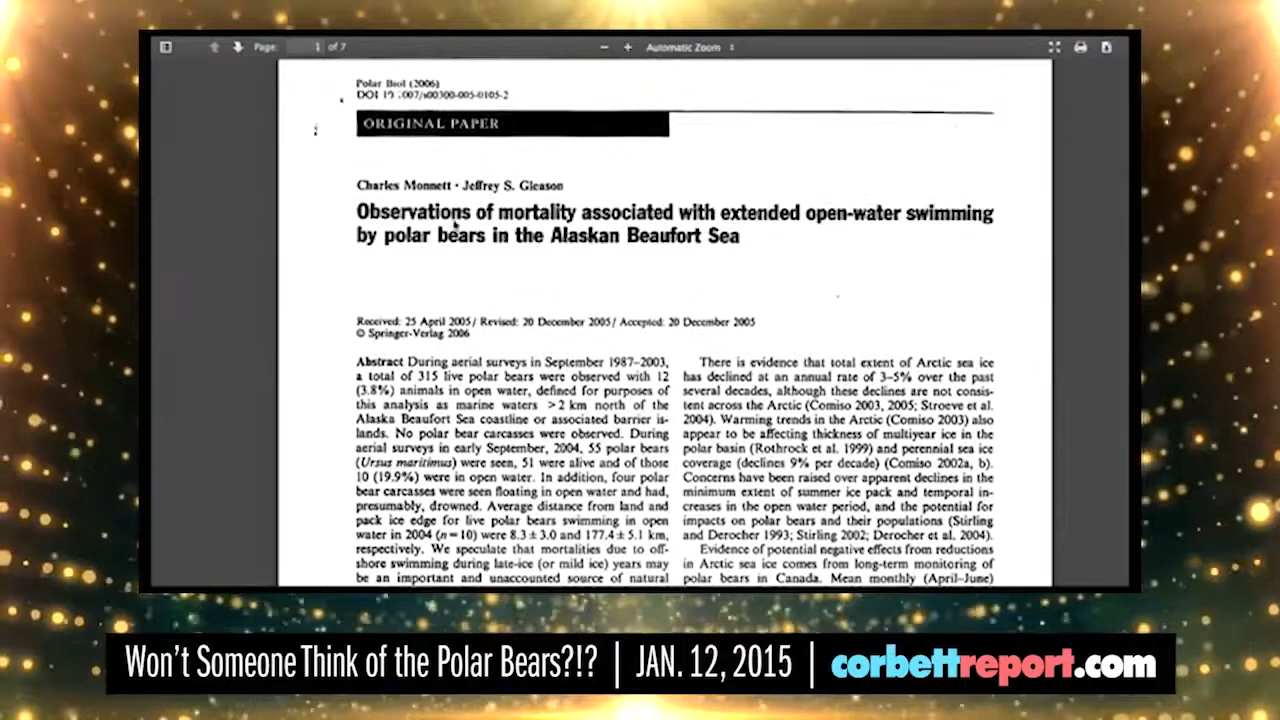 Page: 1 of 7
Automatic Zoom
Polar Biol (2006)
ORIGINAL PAPER
Charles Monnett · Jeffrey S. Gleason
Observations of mortality associated with extended open-water swimming
by polar bears in the Alaskan Beaufort Sea
Received: 25 April 2005 / Revised: 20 December 2005 / Accepted: 20 December 2005
© Springer-Verlag 2006
Abstract During aerial surveys in September 1987–2003,
a total of 315 live polar bears were observed with 12
(3.8%) animals in open water, defined for purposes of
this analysis as marine waters >2 km north of the
Alaska Beaufort Sea coastline or associated barrier is-
lands. No polar bear carcasses were observed. During
aerial surveys in early September, 2004, 55 polar bears
(Ursus maritimus) were seen, 51 were alive and of those
10 (19.9%) were in open water. In addition, four polar
bear carcasses were seen floating in open water and had,
presumably, drowned. Average distance from land and
pack ice edge for live polar bears swimming in open
water in 2004 (n=10) were 8.3±3.0 and 177.4±5.1 km,
respectively. We speculate that mortalities due to off-
shore swimming during late-ice (or mild ice) years may
be an important and unaccounted source of natural
There is evidence that total extent of Arctic sea ice
has declined at an annual rate of 3–5% over the past
several decades, although these declines are not consis-
tent across the Arctic (Comiso 2003, 2005; Stroeve et al.
2004). Warming trends in the Arctic (Comiso 2003) also
appear to be affecting thickness of multiyear ice in the
polar basin (Rothrock et al. 1999) and perennial sea ice
coverage (declines 9% per decade) (Comiso 2002a, b).
Concerns have been raised over apparent declines in the
minimum extent of summer ice pack and temporal in-
creases in the open water period, and the potential for
impacts on polar bears and their populations (Stirling
and Derocher 1993; Stirling 2002; Derocher et al. 2004).
Evidence of potential negative effects from reductions
in Arctic sea ice comes from long-term monitoring of
polar bears in Canada. Mean monthly (April–June)
Won't Someone Think of the Polar Bears?!? | JAN. 12, 2015 | corbettreport.com